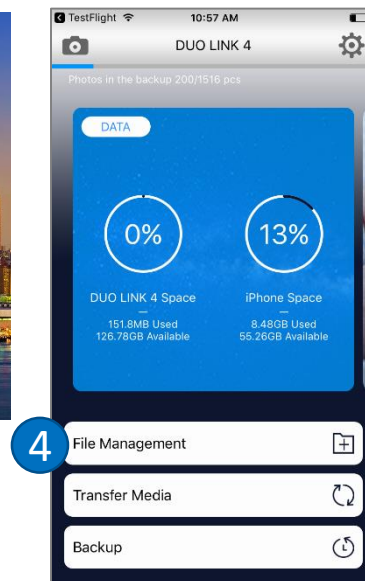 TestFlight 10:57 AM
DUO LINK 4
Photos in the backup 200/1516 pcs
DATA
0% 13%
DUO LINK 4 Space iPhone Space
151.8MB Used 8.48GB Used
126.78GB Available 55.26GB Available
4 File Management
Transfer Media
Backup